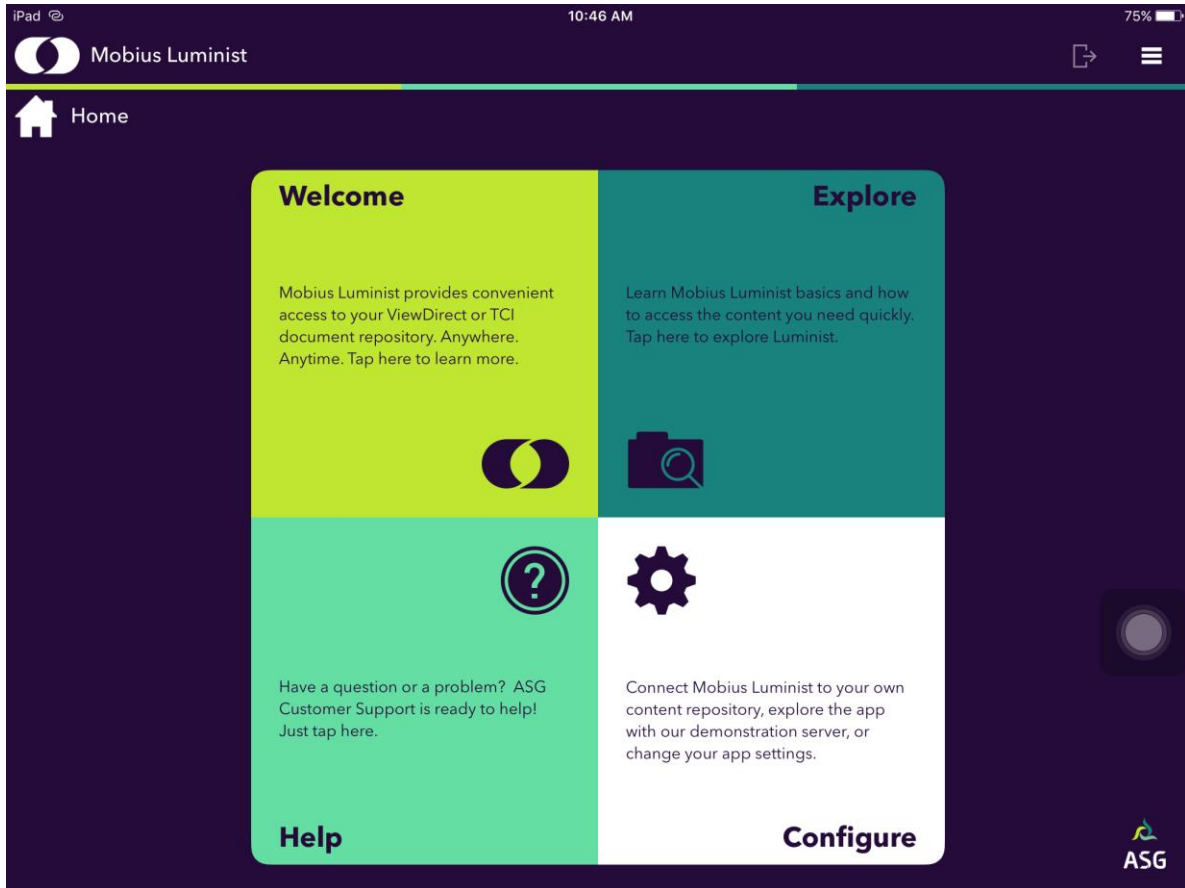 iPad
10:46 AM
75%
Mobius Luminist
Home
Welcome
Mobius Luminist provides convenient
access to your ViewDirect or TCI
document repository. Anywhere.
Anytime. Tap here to learn more.
Explore
Learn Mobius Luminist basics and how
to access the content you need quickly.
Tap here to explore Luminist.
?
Have a question or a problem?  ASG
Customer Support is ready to help!
Just tap here.
Help
Connect Mobius Luminist to your own
content repository, explore the app
with our demonstration server, or
change your app settings.
Configure
ASG